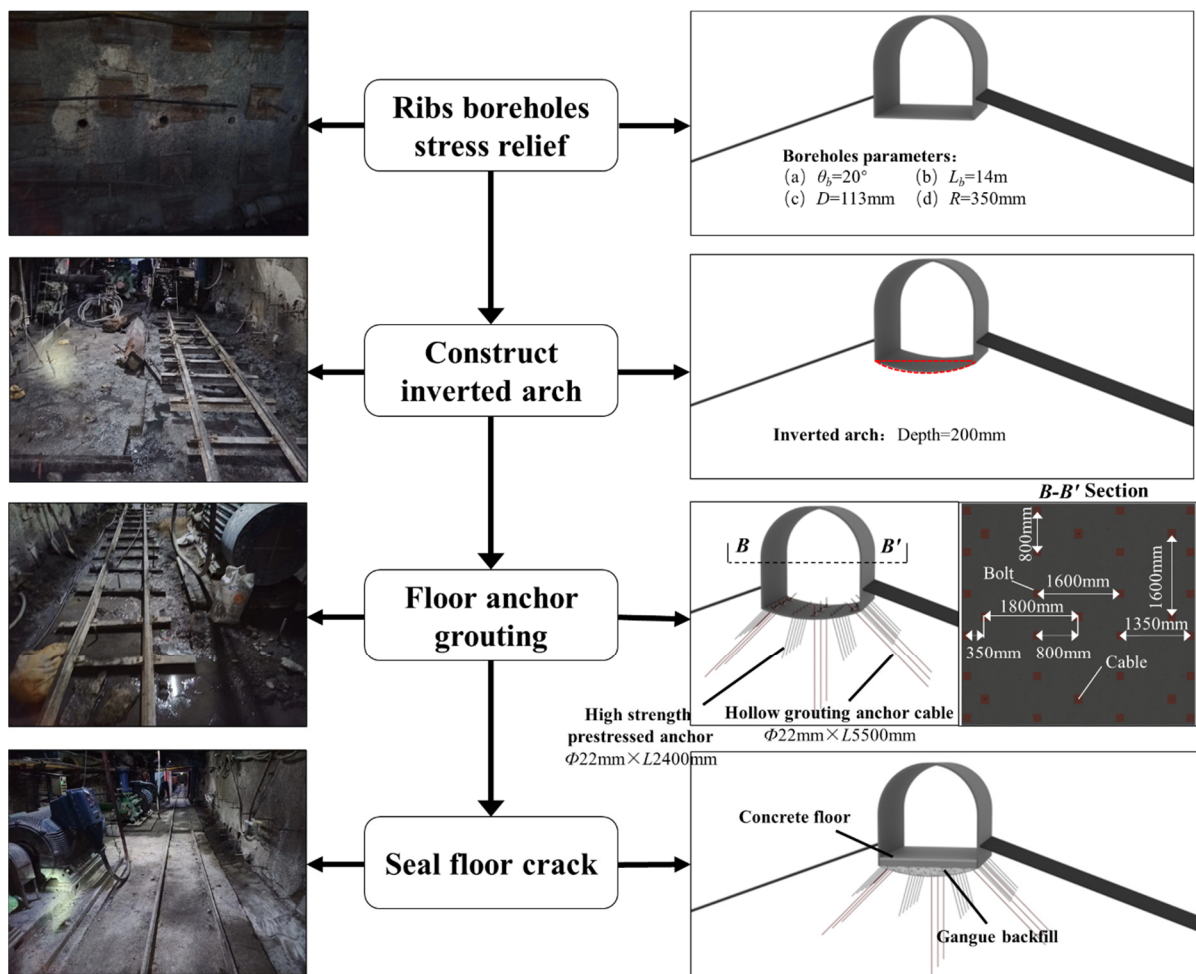 Ribs boreholes
stress relief
Boreholes parameters：
(a) θb=20° (b) Lb=14m
(c) D=113mm (d) R=350mm
Construct
inverted arch
Inverted arch： Depth=200mm
Floor anchor
grouting
B B′
High strength
prestressed anchor
Φ22mm×L2400mm
Hollow grouting anchor cable
Φ22mm×L5500mm
B-B′ Section
800mm
Bolt
1600mm
1600mm
1800mm
1350mm
350mm
800mm
Cable
Seal floor crack
Concrete floor
Gangue backfill